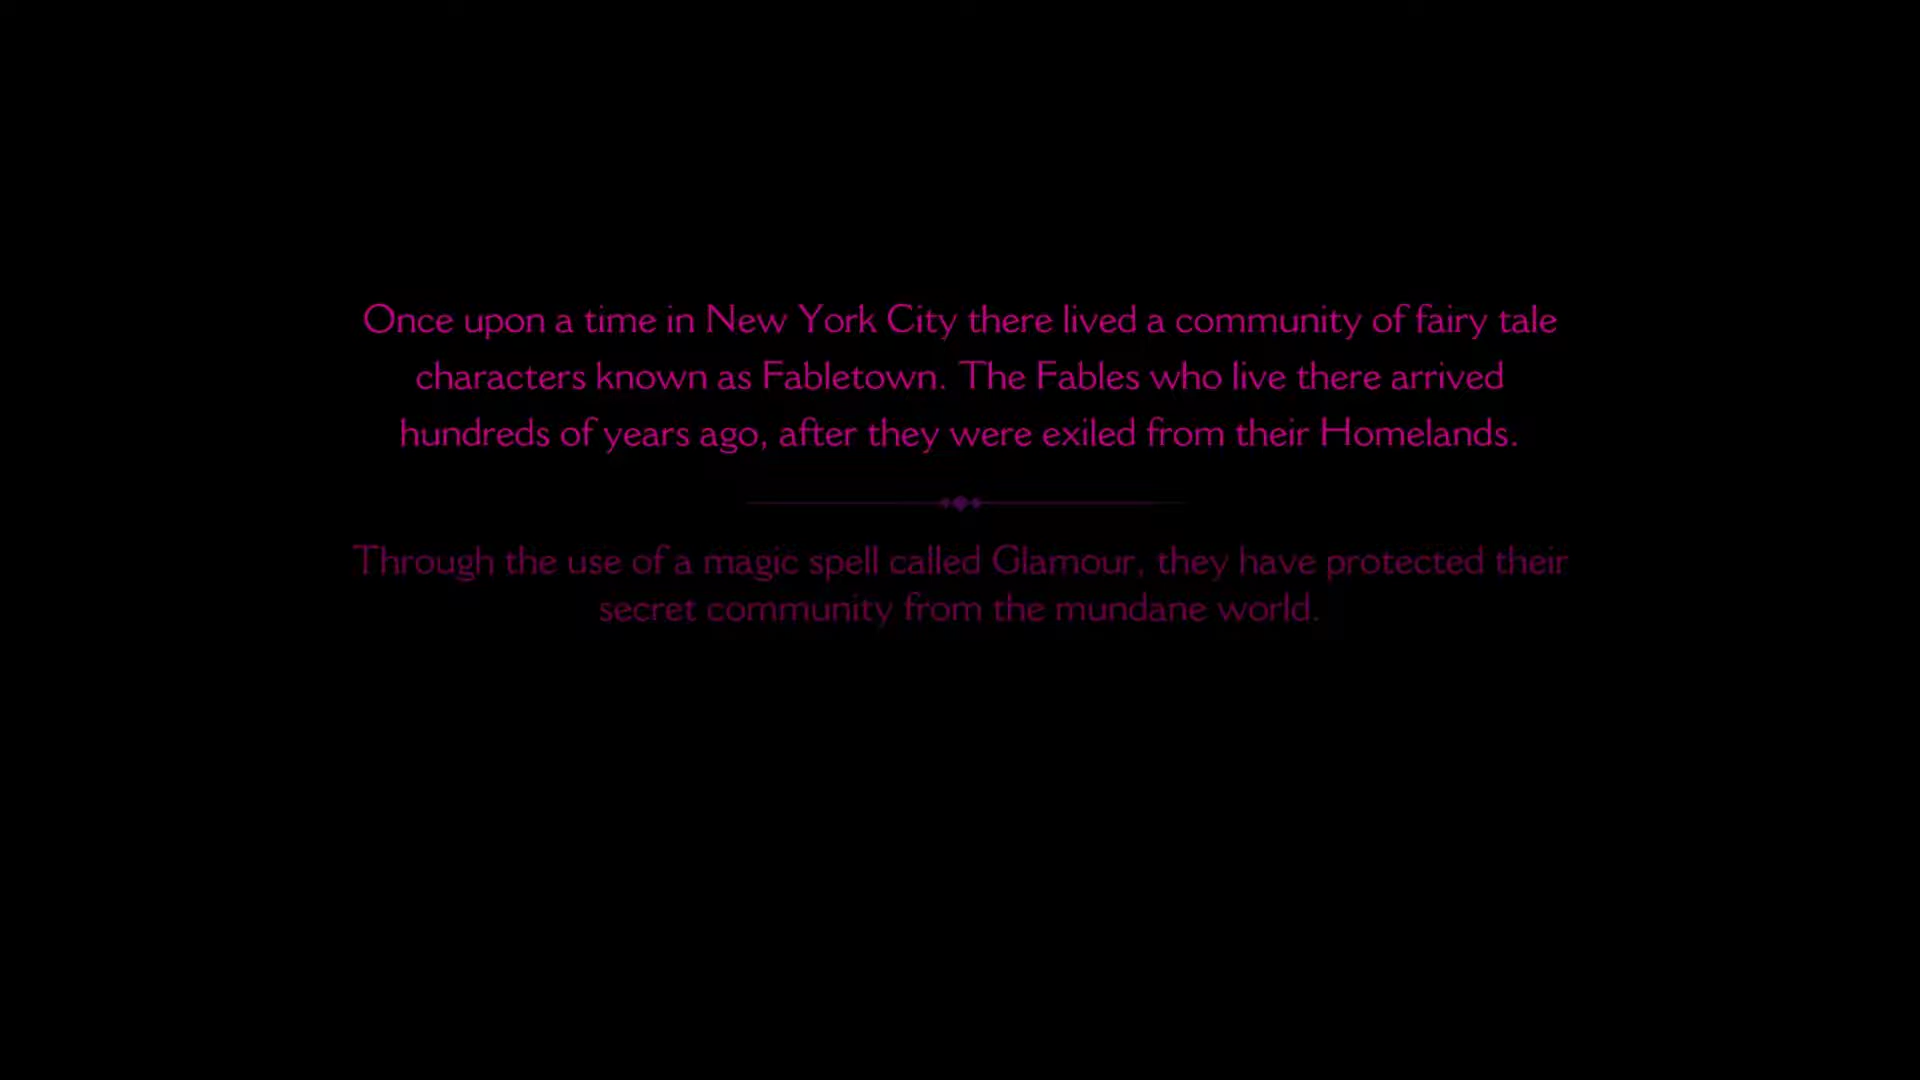 Once upon a time in New York City there lived a community of fairy tale
characters known as Fabletown. The Fables who live there arrived
hundreds of years ago, after they were exiled from their Homelands.
Through the use of a magic spell called Glamour, they have protected their
secret community from the mundane world.